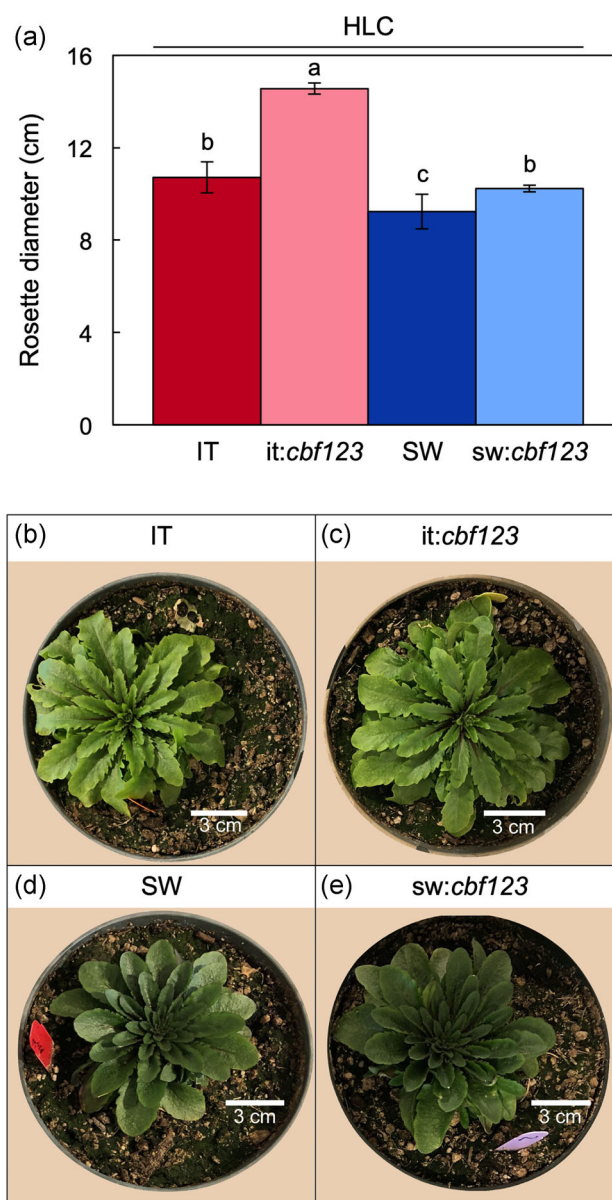 (a)
HLC
16
12
8
4
0
Rosette diameter (cm)
b
a
c
b
IT
it:cbf123
SW
sw:cbf123
(b)
IT
3 cm
(c)
it:cbf123
3 cm
(d)
SW
3 cm
(e)
sw:cbf123
3 cm